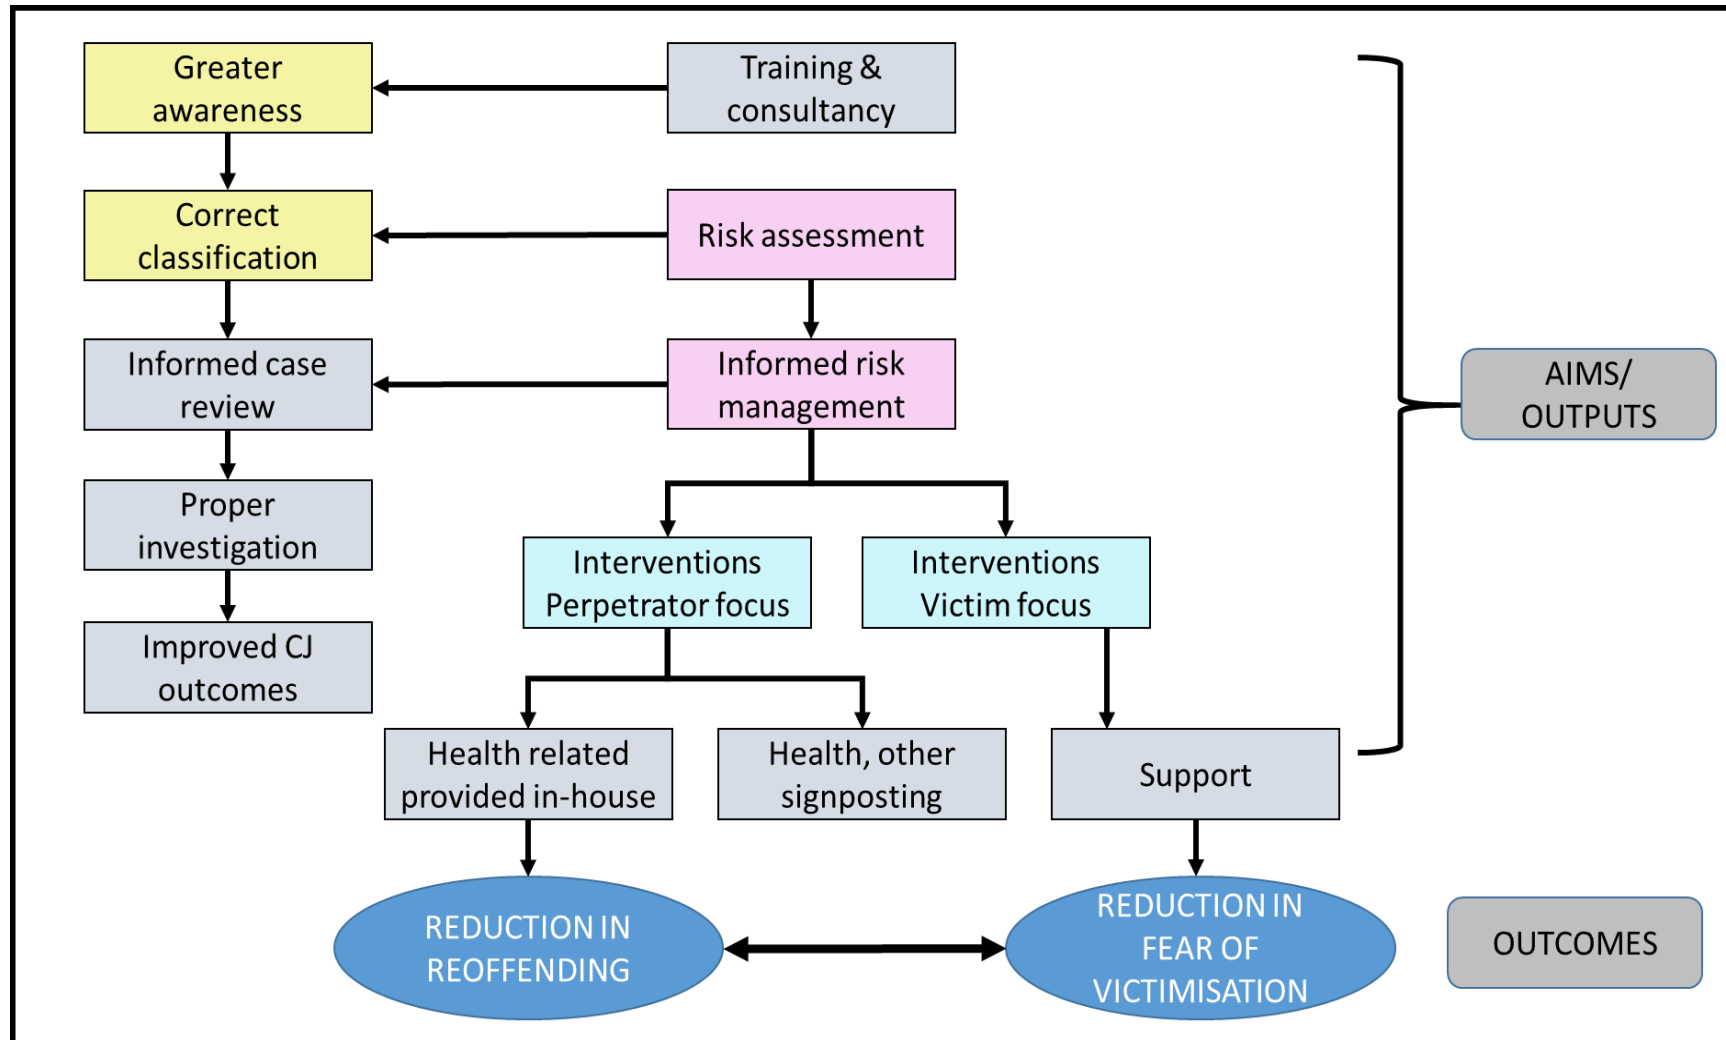 Greater
awareness
Training &
consultancy
Correct
classification
Risk assessment
Informed case
review
Informed risk
management
AIMS/
OUTPUTS
Proper
investigation
Interventions
Perpetrator focus
Interventions
Victim focus
Improved CJ
outcomes
Health related
provided in-house
Health, other
signposting
Support
REDUCTION IN
REOFFENDING
REDUCTION IN
FEAR OF
VICTIMISATION
OUTCOMES